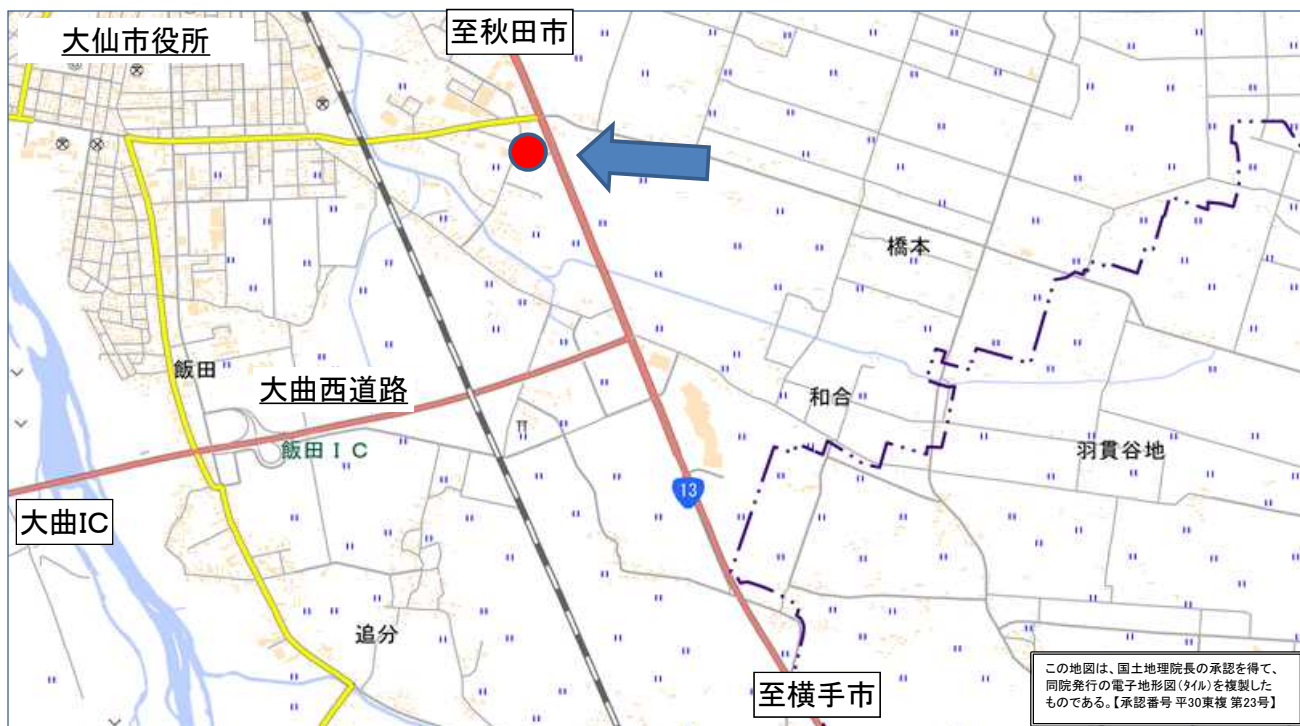 大仙市役所
至秋田市
橋本
飯田
大曲西道路
和合
飯田IC
羽貫谷地
13
大曲IC
追分
至横手市
この地図は、国土地理院長の承認を得て、
同院発行の電子地形図(タイル)を複製した
ものである。【承認番号 平30東複 第23号】